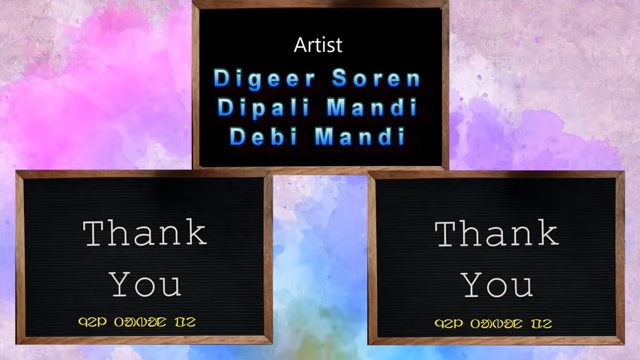 Artist
Digeer Soren
Dipali Mandi
Debi Mandi
Thank
You
Thank
You